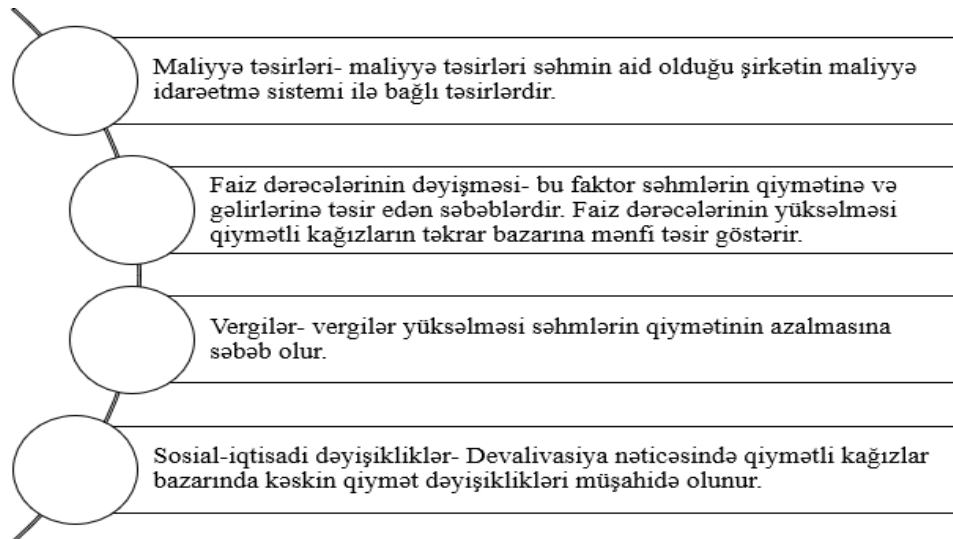 Maliyyə təsirləri- maliyyə təsirləri səhmin aid olduğu şirkətin maliyyə
idarəetmə sistemi ilə bağlı təsirlərdir.
Faiz dərəcələrinin dəyişməsi- bu faktor səhmlərin qiymətinə və
gəlirlərinə təsir edən səbəblərdir. Faiz dərəcələrinin yüksəlməsi
qiymətli kağızların təkrar bazarına mənfi təsir göstərir.
Vergilər- vergilər yüksəlməsi səhmlərin qiymətinin azalmasına
səbəb olur.
Sosial-iqtisadi dəyişikliklər- Devalivasiya nəticəsində qiymətli kağızlar
bazarında kəskin qiymət dəyişiklikləri müşahidə olunur.